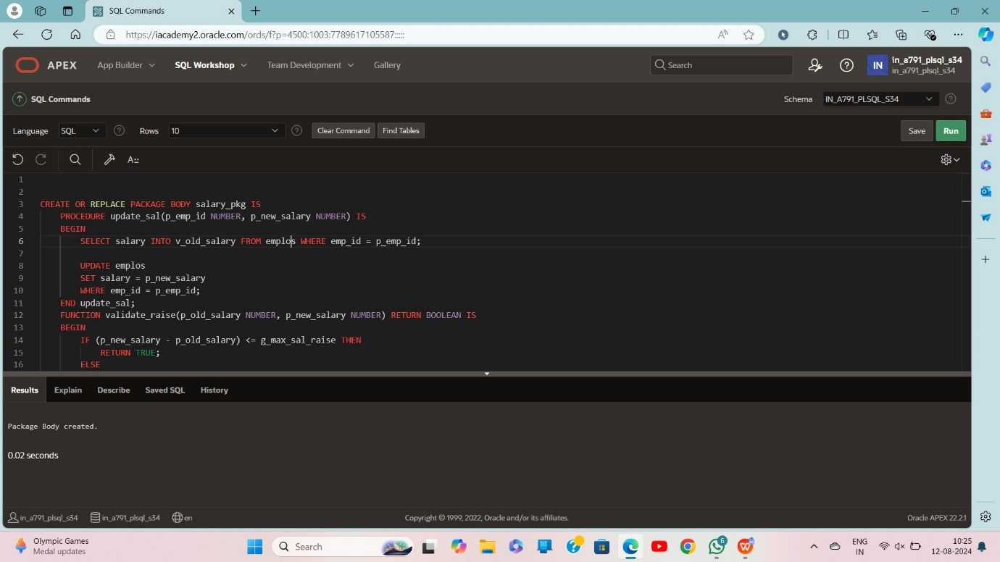 SQL Commands
https://iacademy2.oracle.com/ords/f?p=4500:1003:7789617105587:::::
APEX App Builder SQL Workshop Team Development Gallery Search IN in_a791_plsql_s34
in_a791_plsql_s34
SQL Commands Schema IN_A791_PLSQL_S34
Language SQL Rows 10 Clear Command Find Tables Save Run
A::
1
2
3 CREATE OR REPLACE PACKAGE BODY salary_pkg IS
4 PROCEDURE update_sal(p_emp_id NUMBER, p_new_salary NUMBER) IS
5 BEGIN
6 SELECT salary INTO v_old_salary FROM emplos WHERE emp_id = p_emp_id;
7
8 UPDATE emplos
9 SET salary = p_new_salary
10 WHERE emp_id = p_emp_id;
11 END update_sal;
12 FUNCTION validate_raise(p_old_salary NUMBER, p_new_salary NUMBER) RETURN BOOLEAN IS
13 BEGIN
14 IF (p_new_salary - p_old_salary) <= g_max_sal_raise THEN
15 RETURN TRUE;
16 ELSE
Results Explain Describe Saved SQL History
Package Body created.
0.02 seconds
in_a791_plsql_s34 in_a791_plsql_s34 en Copyright © 1999, 2022, Oracle and/or its affiliates. Oracle APEX 22.2.1
Olympic Games
Medal updates
Search
6
ENG
IN
10:25
12-08-2024